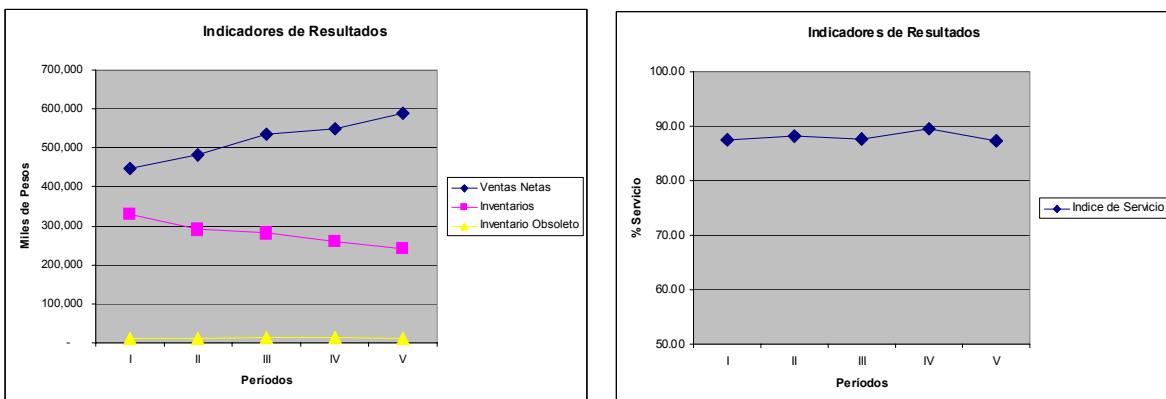 Indicadores de Resultados
700,000
600,000
500,000
400,000
300,000
200,000
100,000
-
Miles de Pesos
I II III IV V
Períodos
Ventas Netas
Inventarios
Inventario Obsoleto
Indicadores de Resultados
100.00
90.00
80.00
70.00
60.00
50.00
% Servicio
I II III IV V
Períodos
Indice de Servicio